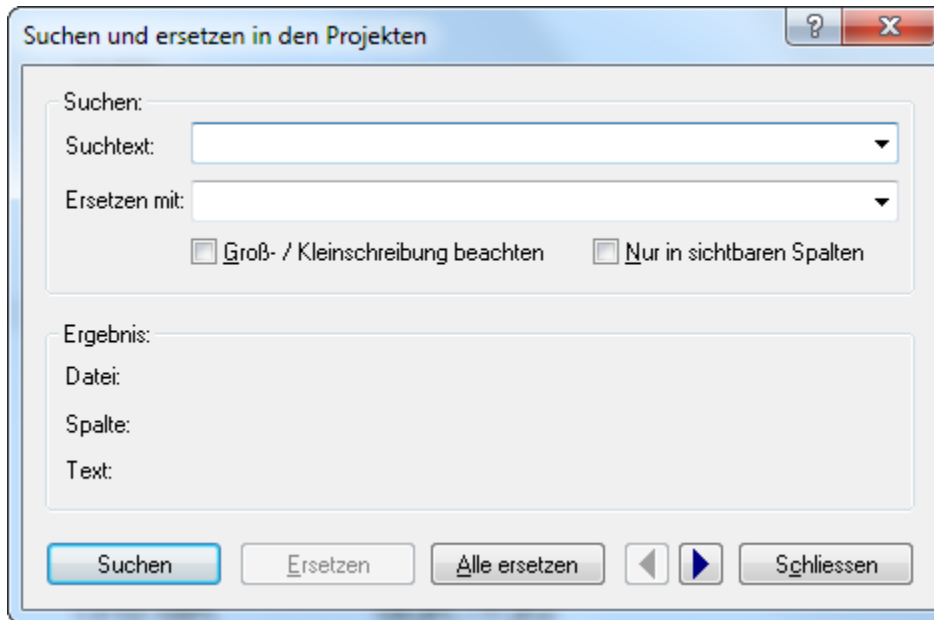 Suchen und ersetzen in den Projekten
Suchen:
Suchtext:
Ersetzen mit:
Groß- / Kleinschreibung beachten Nur in sichtbaren Spalten
Ergebnis:
Datei:
Spalte:
Text:
Suchen Ersetzen Alle ersetzen Schliessen